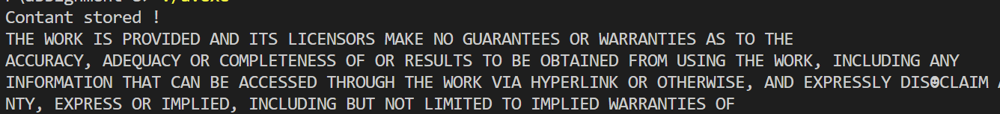 Contant stored !
THE WORK IS PROVIDED AND ITS LICENSORS MAKE NO GUARANTEES OR WARRANTIES AS TO THE
ACCURACY, ADEQUACY OR COMPLETENESS OF OR RESULTS TO BE OBTAINED FROM USING THE WORK, INCLUDING ANY
INFORMATION THAT CAN BE ACCESSED THROUGH THE WORK VIA HYPERLINK OR OTHERWISE, AND EXPRESSLY DIS☻CLAIM
NTY, EXPRESS OR IMPLIED, INCLUDING BUT NOT LIMITED TO IMPLIED WARRANTIES OF